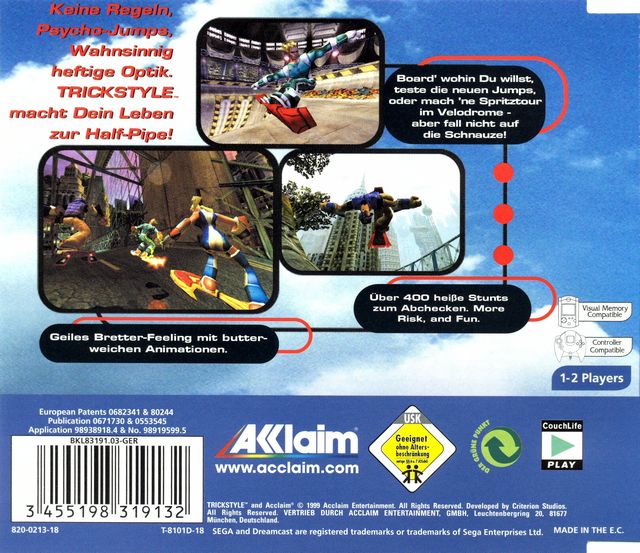 Keine Regeln,
Psycho-Jumps,
Wahnsinnig
heftige Optik.
TRICKSTYLE™
macht Dein Leben
zur Half-Pipe!
Board' wohin Du willst,
teste die neuen Jumps,
oder mach 'ne Spritztour
im Velodrome -
aber fall nicht auf
die Schnauze!
Über 400 heiße Stunts
zum Abchecken. More
Risk, and Fun.
Geiles Bretter-Feeling mit butter-
weichen Animationen.
Visual Memory
Compatible
Controller
Compatible
1-2 Players
European Patents 0682341 & 80244
Publication 0671730 & 0553545
Application 98938918.4 & No. 98919599.5
BKL83191.03-GER
3 455198 319132
820-0213-18
T-8101D-18
AKKlaim
www.acclaim.com
USK
Geeignet
ohne Alters-
beschränkung
DER GRÜNE PUNKT
CouchLife
PLAY
TRICKSTYLE™ and Acclaim® © 1999 Acclaim Entertainment. All Rights Reserved. Developed by Criterion Studios.
All Rights Reserved. VERTRIEB DURCH ACCLAIM ENTERTAINMENT, GMBH, Leuchtenbergring 20, 81677
München, Deutschland.
SEGA and Dreamcast are registered trademarks or trademarks of Sega Enterprises Ltd.
MADE IN THE E.C.